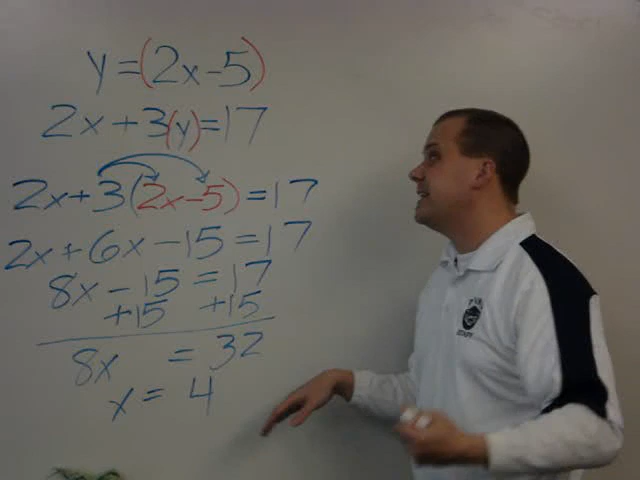 y = (2x - 5)
2x + 3(y) = 17
2x + 3(2x - 5) = 17
2x + 6x - 15 = 17
8x - 15 = 17
+15 +15
8x = 32
x = 4
STAFF